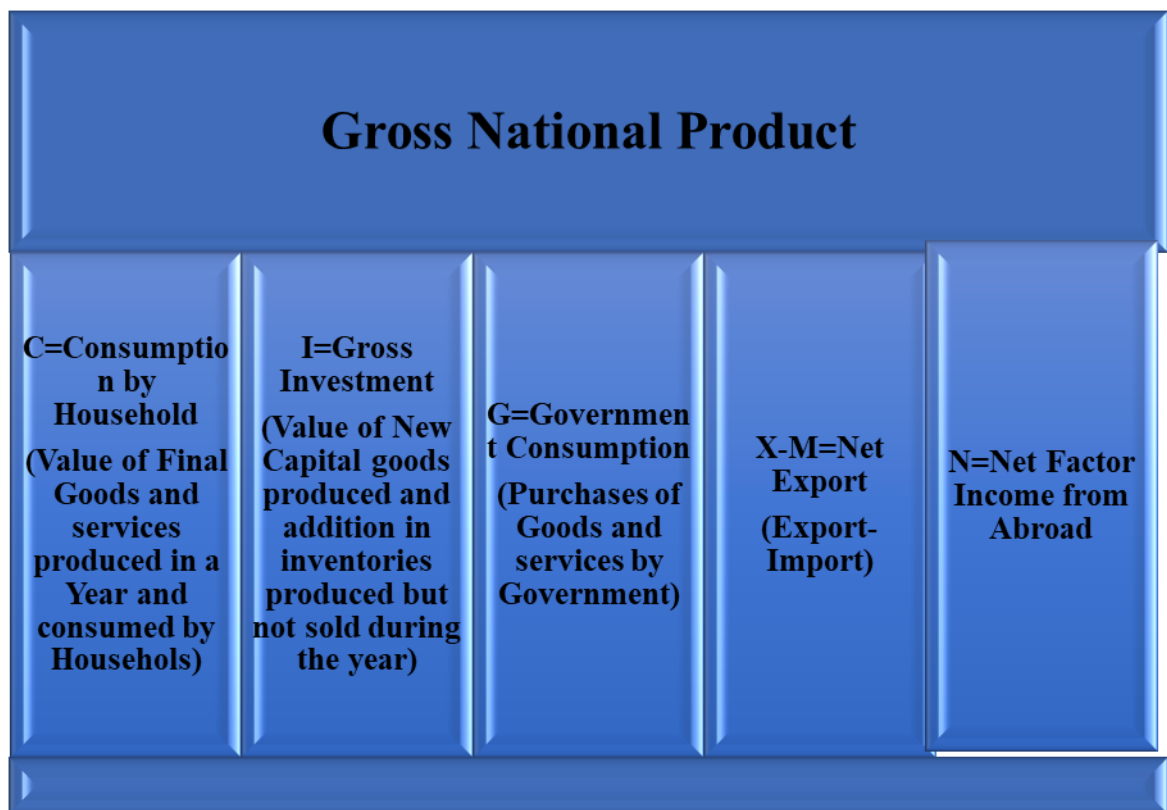 Gross National Product
C=Consumptio
n by
Household
(Value of Final
Goods and
services
produced in a
Year and
consumed by
Househols)
I=Gross
Investment
(Value of New
Capital goods
produced and
addition in
inventories
produced but
not sold during
the year)
G=Governmen
t Consumption
(Purchases of
Goods and
services by
Government)
X-M=Net
Export
(Export-
Import)
N=Net Factor
Income from
Abroad